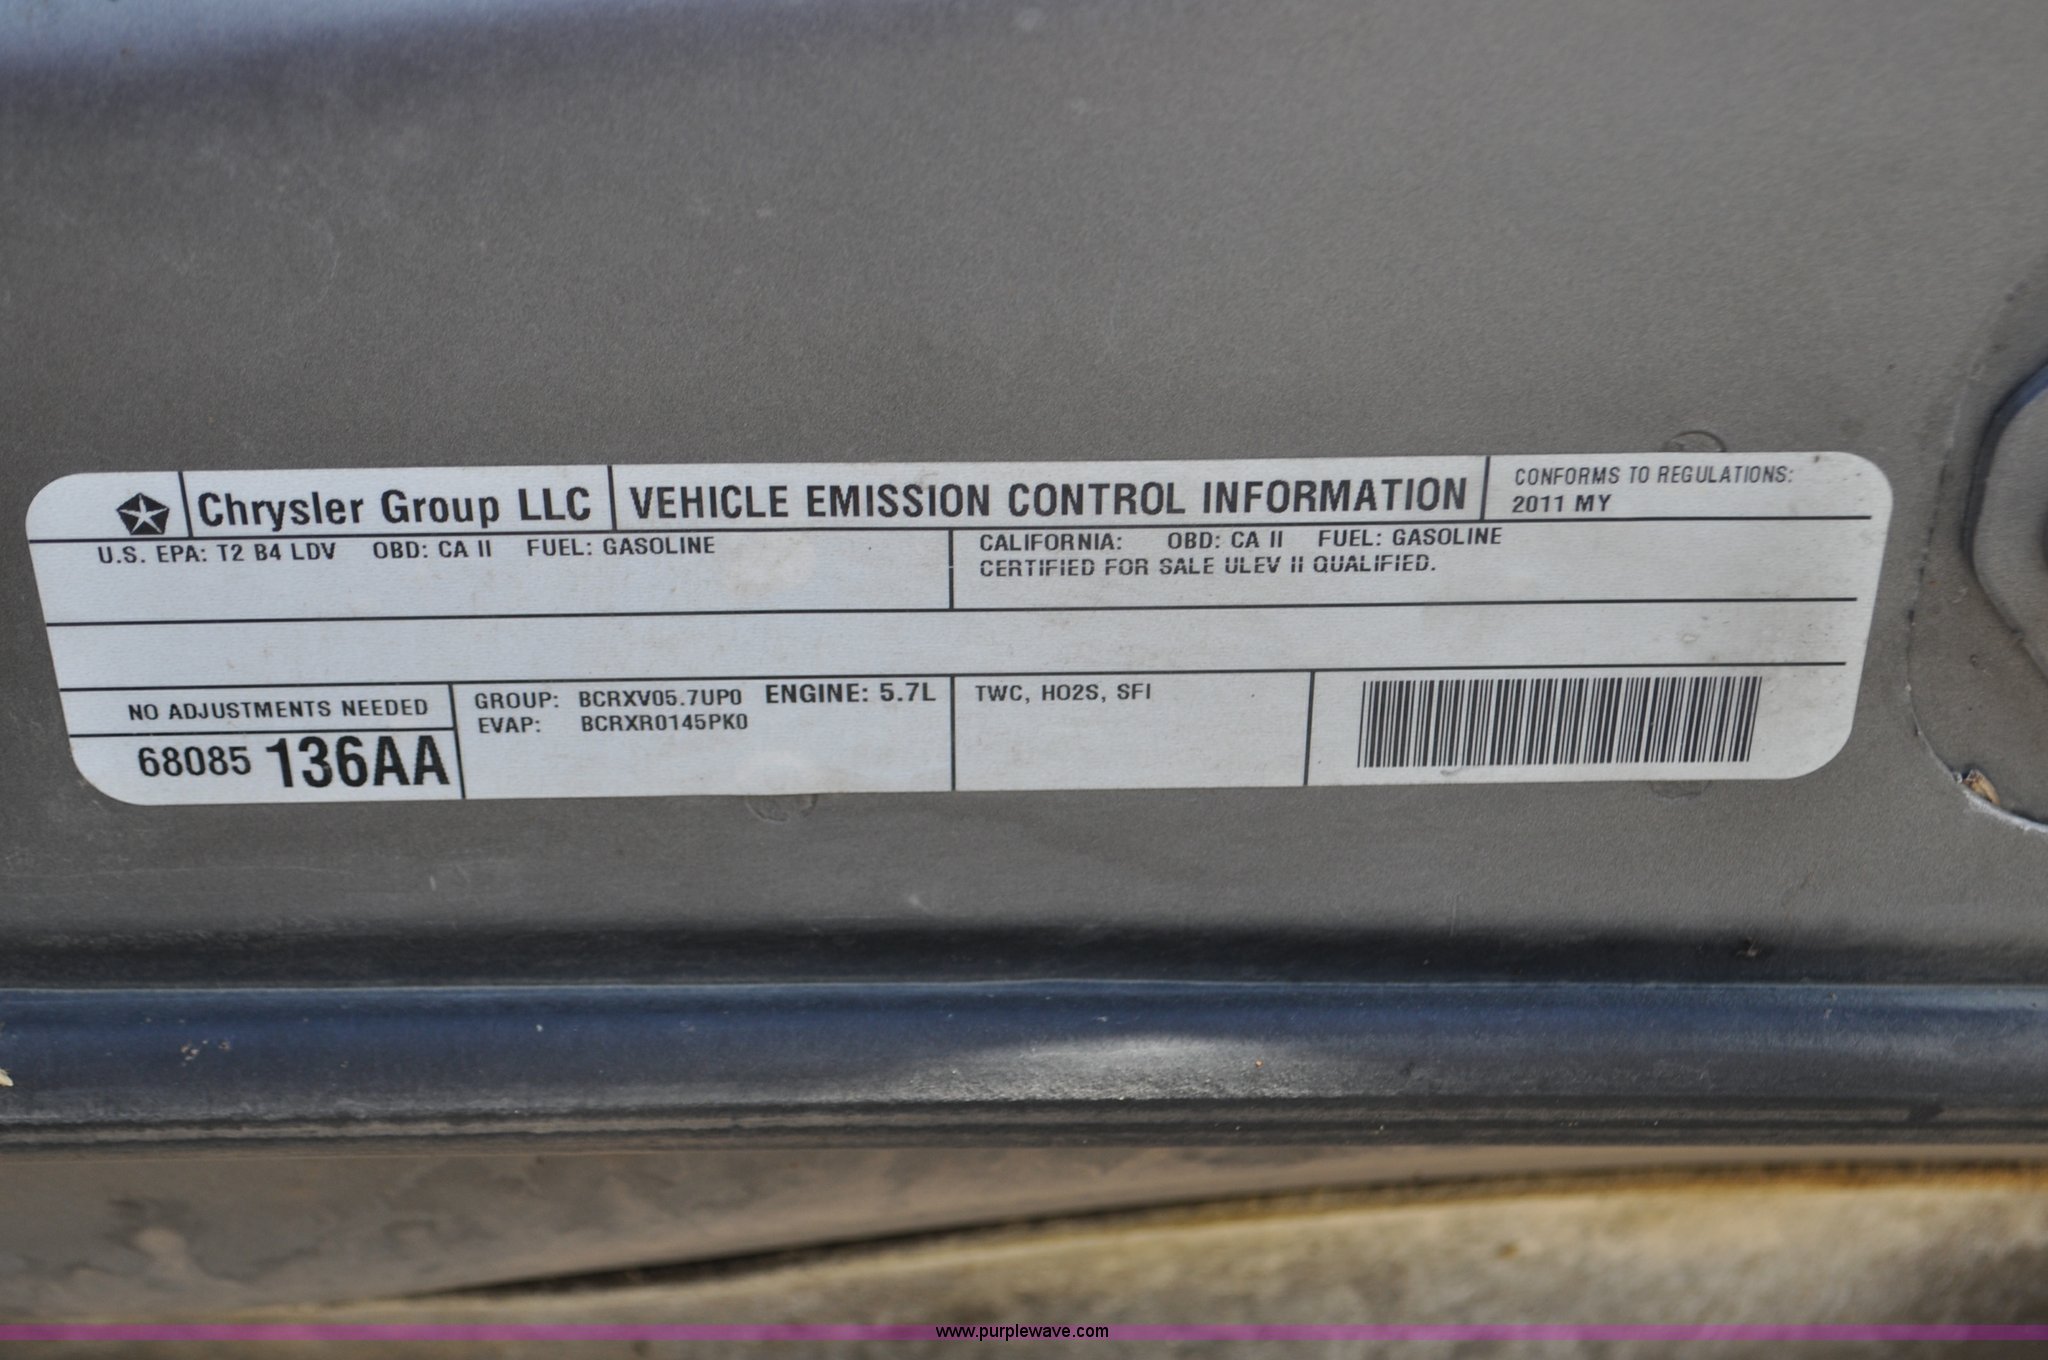 Chrysler Group LLC VEHICLE EMISSION CONTROL INFORMATION
CONFORMS TO REGULATIONS:
2011 MY
U.S. EPA: T2 B4 LDV OBD: CA II FUEL: GASOLINE
CALIFORNIA: OBD: CA II FUEL: GASOLINE
CERTIFIED FOR SALE ULEV II QUALIFIED.
NO ADJUSTMENTS NEEDED
68085 136AA
GROUP: BCRXV05.7UP0 ENGINE: 5.7L
EVAP: BCRXR0145PK0
TWC, HO2S, SFI
www.purplewave.com